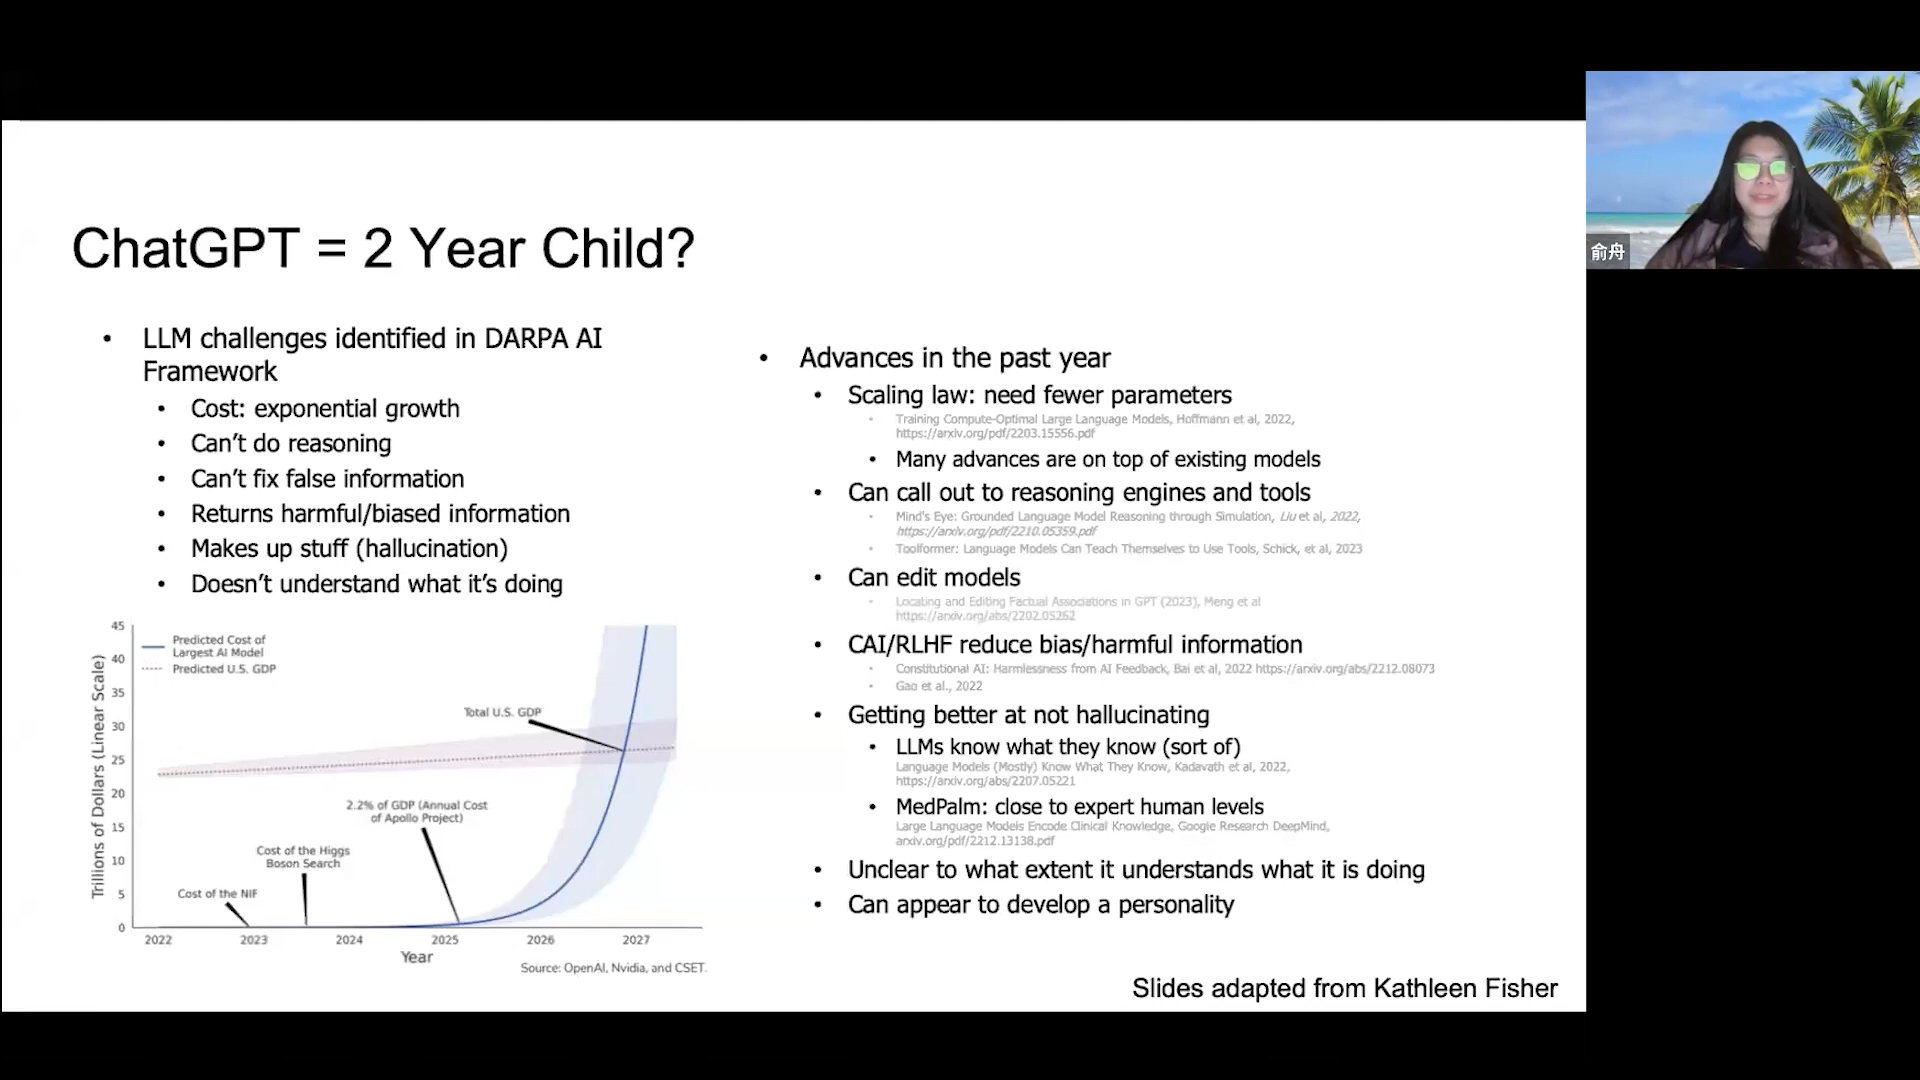 ChatGPT = 2 Year Child?
• LLM challenges identified in DARPA AI
Framework
• Cost: exponential growth
• Can't do reasoning
• Can't fix false information
• Returns harmful/biased information
• Makes up stuff (hallucination)
• Doesn't understand what it's doing
45
40
35
30
25
20
15
10
5
0
Trillions of Dollars (Linear Scale)
Predicted Cost of
Largest AI Model
Predicted U.S. GDP
Total U.S. GDP
2.2% of GDP (Annual Cost
of Apollo Project)
Cost of the Higgs
Boson Search
Cost of the NIF
2022 2023 2024 2025 2026 2027
Year
Source: OpenAI, Nvidia, and CSET.
• Advances in the past year
• Scaling law: need fewer parameters
• Training Compute-Optimal Large Language Models, Hoffmann et al, 2022,
https://arxiv.org/pdf/2203.15556.pdf
• Many advances are on top of existing models
• Can call out to reasoning engines and tools
• Mind's Eye: Grounded Language Model Reasoning through Simulation, Liu et al, 2022,
https://arxiv.org/pdf/2210.05359.pdf
• Toolformer: Language Models Can Teach Themselves to Use Tools, Schick, et al, 2023
• Can edit models
• Locating and Editing Factual Associations in GPT (2023), Meng et al
https://arxiv.org/abs/2202.05262
• CAI/RLHF reduce bias/harmful information
• Constitutional AI: Harmlessness from AI Feedback, Bai et al, 2022 https://arxiv.org/abs/2212.08073
• Gao et al., 2022
• Getting better at not hallucinating
• LLMs know what they know (sort of)
Language Models (Mostly) Know What They Know, Kadavath et al, 2022,
https://arxiv.org/abs/2207.05221
• MedPalm: close to expert human levels
Large Language Models Encode Clinical Knowledge, Google Research DeepMind,
arxiv.org/pdf/2212.13138.pdf
• Unclear to what extent it understands what it is doing
• Can appear to develop a personality
Slides adapted from Kathleen Fisher
俞舟